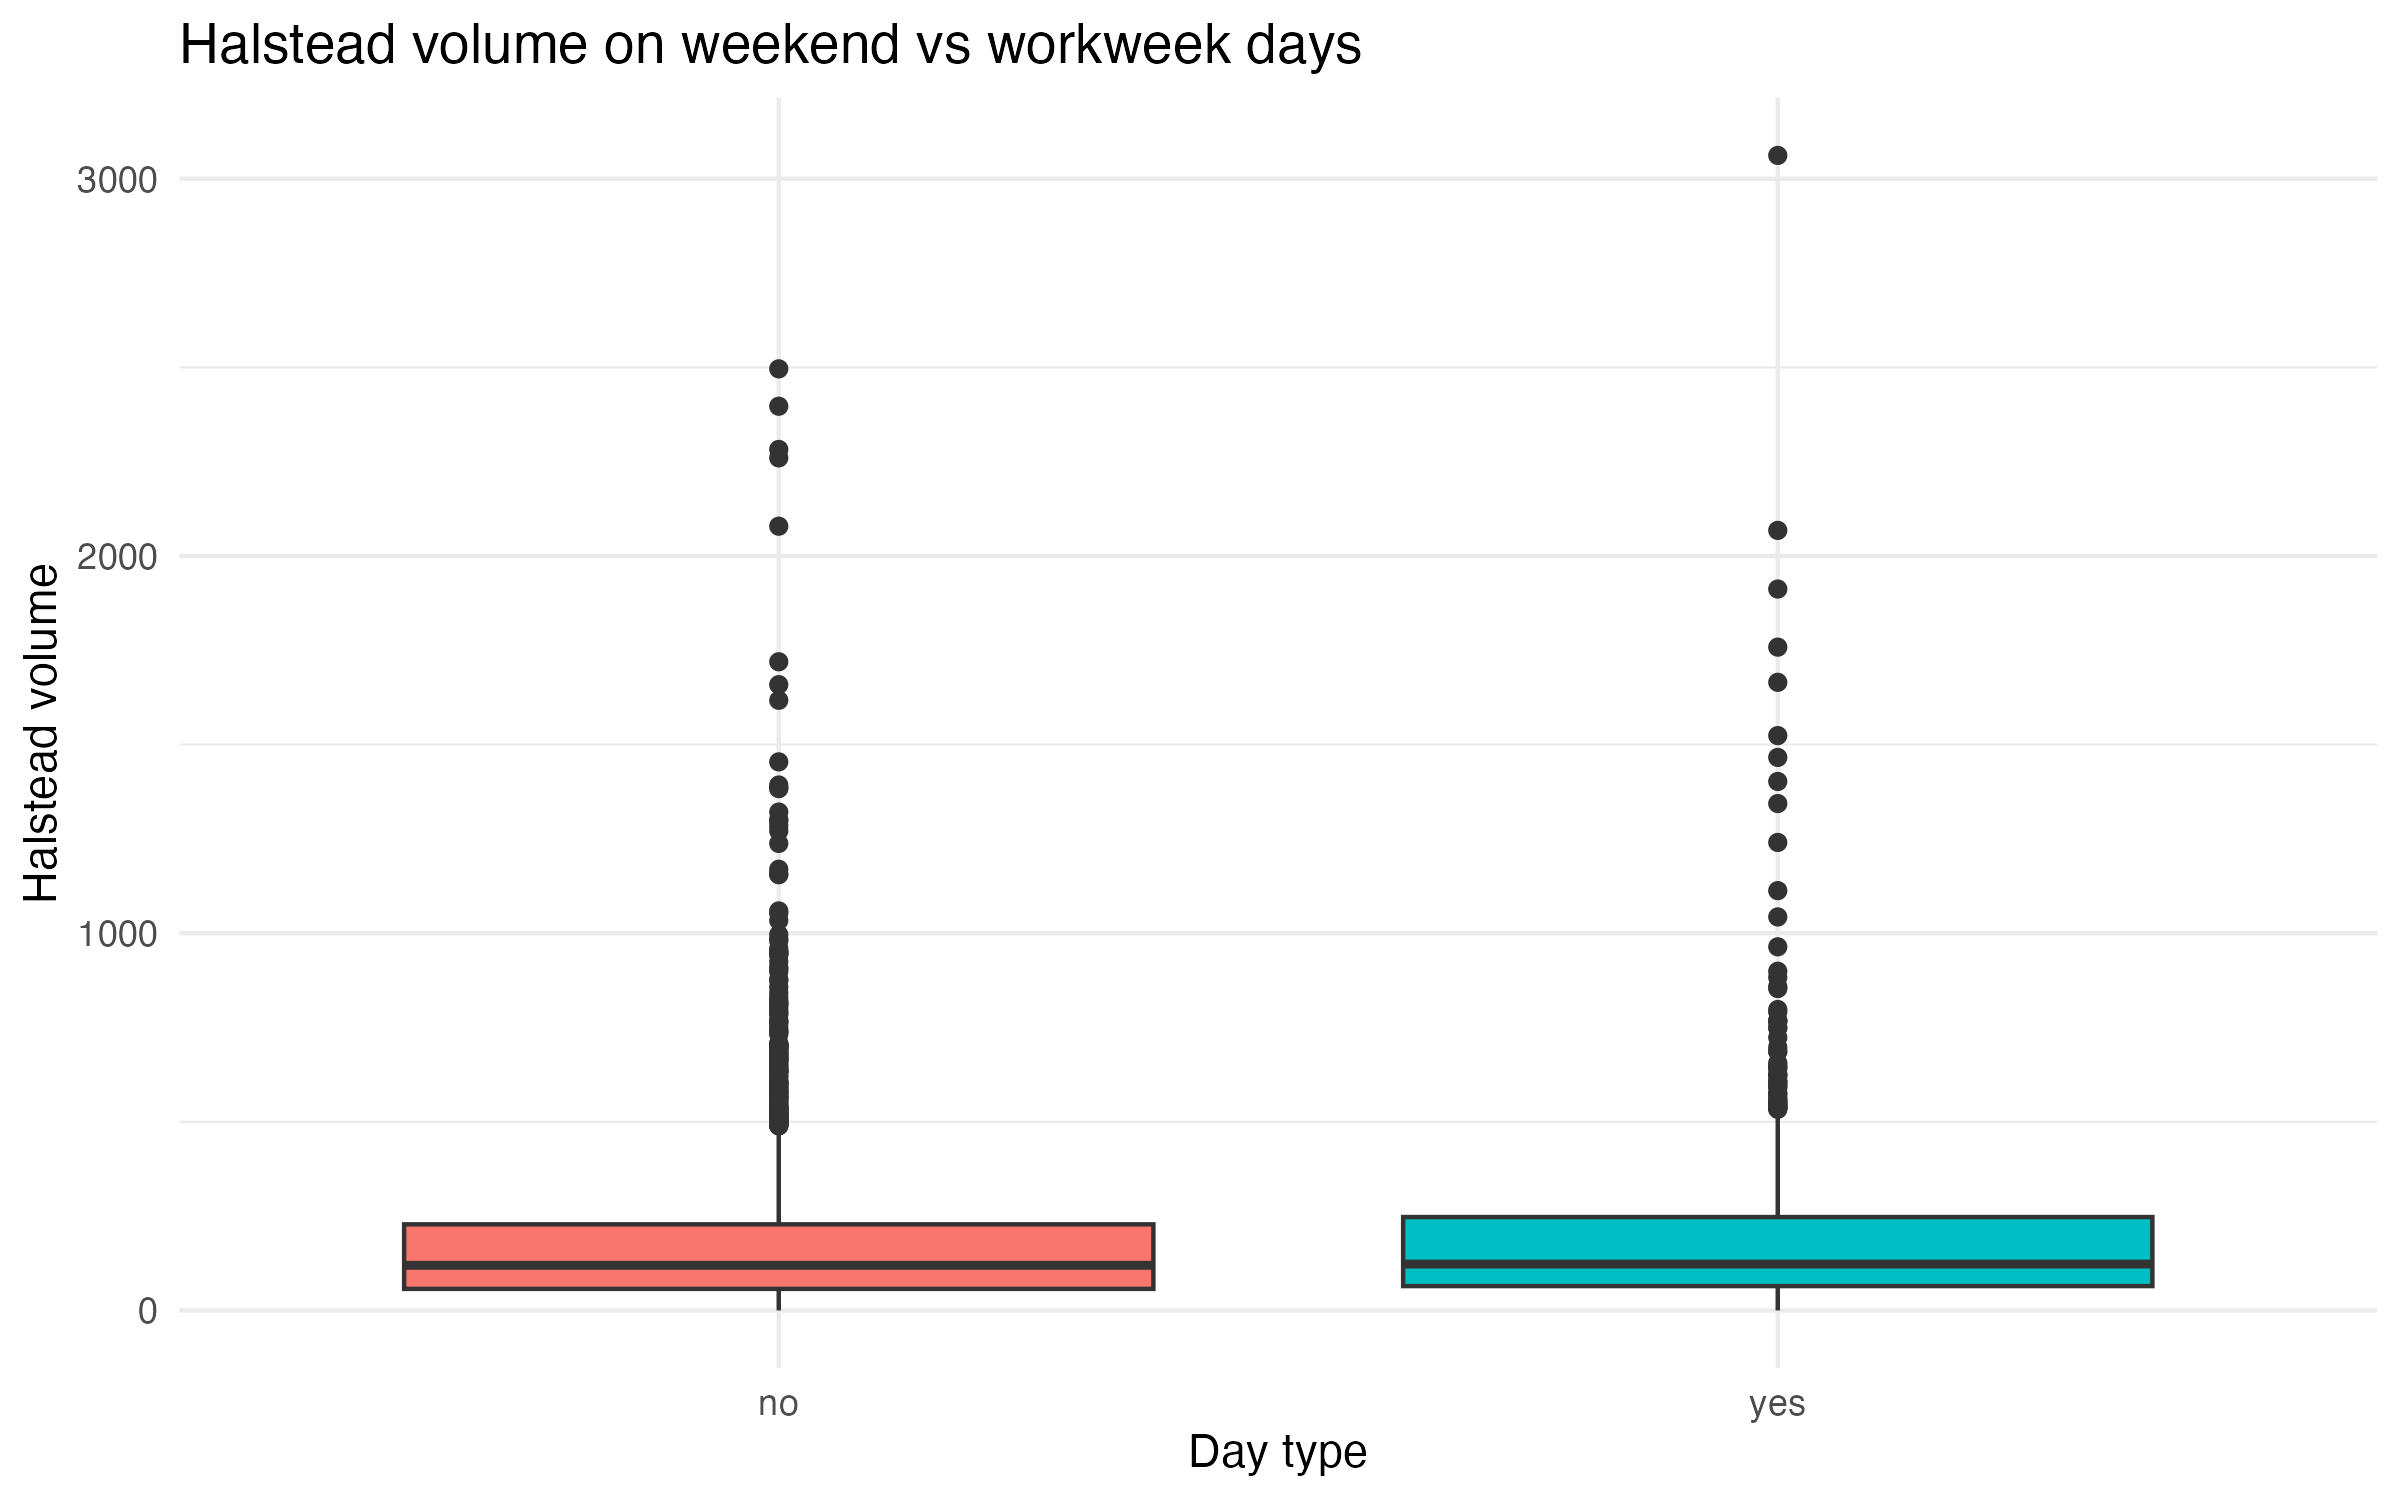 Halstead volume on weekend vs workweek days
Halstead volume
3000
2000
1000
0
no
yes
Day type